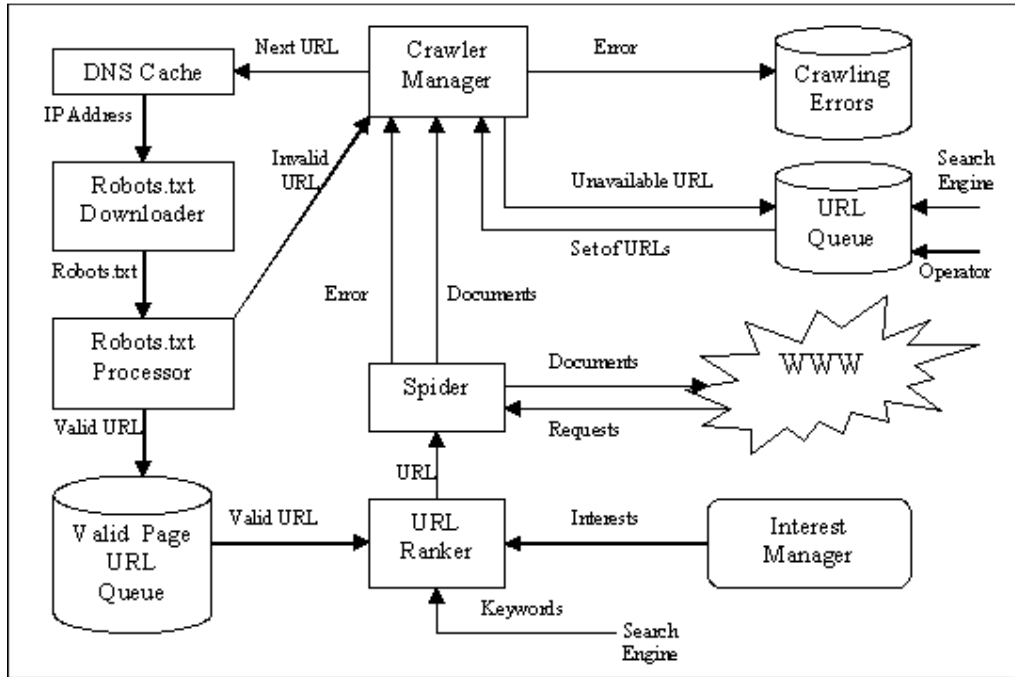 Next URL
Crawler
Manager
Error
DNS Cache
Crawling
Errors
IP Address
Invalid
URL
Robots.txt
Downloader
Unavailable URL
URL
Queue
Search
Engine
Set of URLs
Operator
Robots.txt
Error
Documents
Robots.txt
Processor
Spider
Documents
WWW
Requests
Valid URL
URL
Valid Page
URL
Queue
Valid URL
URL
Ranker
Interests
Interest
Manager
Keywords
Search
Engine